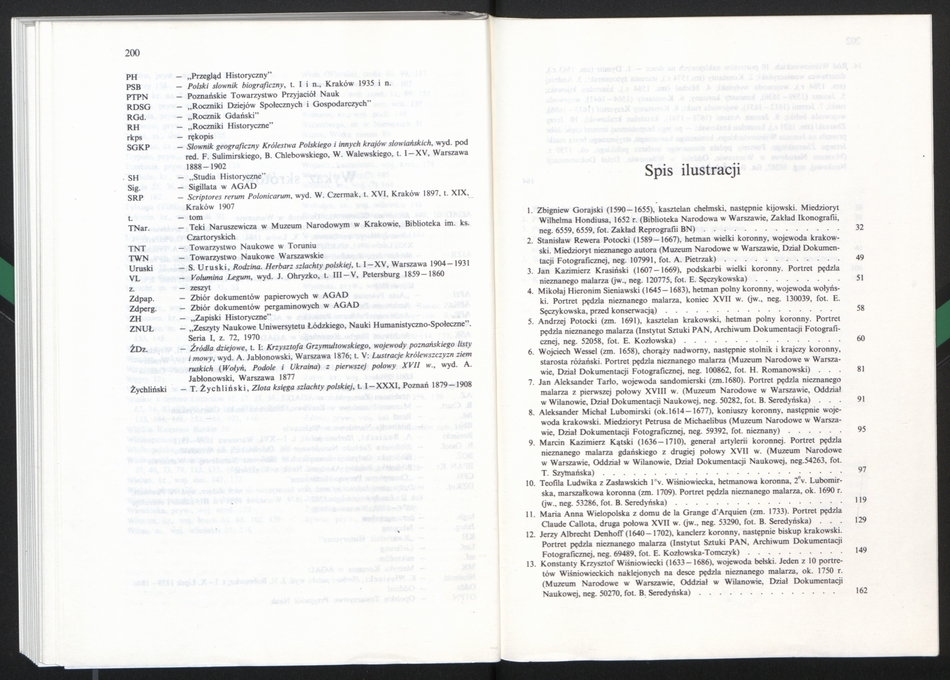 200
PH – „Przegląd Historyczny”
PSB – Polski słownik biograficzny, t. I i n., Kraków 1935 i n.
PTPN – Poznańskie Towarzystwo Przyjaciół Nauk
RDSG – „Roczniki Dziejów Społecznych i Gospodarczych”
RGd. – „Rocznik Gdański”
RH – „Roczniki Historyczne”
rkps – rękopis
SGKP – Słownik geograficzny Królestwa Polskiego i innych krajów słowiańskich, wyd. pod
red. F. Sulimirskiego, B. Chlebowskiego, W. Walewskiego, t. I–XV, Warszawa
1888–1902
SH – „Studia Historyczne”
Sig. – Sigillata w AGAD
SRP – Scriptores rerum Polonicarum, wyd. W. Czermak, t. XVI, Kraków 1897, t. XIX,
Kraków 1907
t. – tom
TNar. – Teki Naruszewicza w Muzeum Narodowym w Krakowie, Biblioteka im. ks.
Czartoryskich
TNT – Towarzystwo Naukowe w Toruniu
TWN – Towarzystwo Naukowe Warszawskie
Uruski – S. Uruski, Rodzina. Herbarz szlachty polskiej, t. I–XV, Warszawa 1904–1931
VL – Volumina Legum, wyd. J. Ohryzko, t. III–V, Petersburg 1859–1860
z. – zeszyt
Zdpap. – Zbiór dokumentów papierowych w AGAD
Zdperg. – Zbiór dokumentów pergaminowych w AGAD
ZH – „Zapiski Historyczne”
ZNUŁ – „Zeszyty Naukowe Uniwersytetu Łódzkiego, Nauki Humanistyczno-Społeczne”.
Seria I, z. 72, 1970
ŹDz. – Źródła dziejowe, t. I: Krzysztofa Grzymułtowskiego, wojewody poznańskiego listy
i mowy, wyd. A. Jabłonowski, Warszawa 1876; t. V: Lustracje królewszczyzn ziem
ruskich (Wołyń, Podole i Ukraina) z pierwszej połowy XVII w., wyd. A.
Jabłonowski, Warszawa 1877
Żychliński – T. Żychliński, Złota księga szlachty polskiej, t. I–XXXI, Poznań 1879–1908
Spis ilustracji
1. Zbigniew Gorajski (1590–1655), kasztelan chełmski, następnie kijowski. Miedzioryt
Wilhelma Hondiusa, 1652 r. (Biblioteka Narodowa w Warszawie, Zakład Ikonografii,
neg. 6559, 6559, fot. Zakład Reprografii BN) . . . . . . . . . 32
2. Stanisław Rewera Potocki (1589–1667), hetman wielki koronny, wojewoda krakow-
ski. Miedzioryt nieznanego autora (Muzeum Narodowe w Warszawie, Dział Dokumen-
tacji Fotograficznej, neg. 107991, fot. A. Pietrzak) . . . . . . . . . 49
3. Jan Kazimierz Krasiński (1607–1669), podskarbi wielki koronny. Portret pędzla
nieznanego malarza (jw., neg. 120775, fot. E. Sęczykowska) . . . . . . 51
4. Mikołaj Hieronim Sieniawski (1645–1683), hetman polny koronny, wojewoda wołyńs-
ki. Portret pędzla nieznanego malarza, koniec XVII w. (jw., neg. 130039, fot. E.
Sęczykowska, przed konserwacją) . . . . . . . . . . . 58
5. Andrzej Potocki (zm. 1691), kasztelan krakowski, hetman polny koronny. Portret
pędzla nieznanego malarza (Instytut Sztuki PAN, Archiwum Dokumentacji Fotografi-
cznej, neg. 52058, fot. E. Kozłowska) . . . . . . . . . . 60
6. Wojciech Wessel (zm. 1658), chorąży nadworny, następnie stolnik i krajczy koronny,
starosta różański. Portret pędzla nieznanego malarza (Muzeum Narodowe w Warsza-
wie, Dział Dokumentacji Fotograficznej, neg. 100862, fot. H. Romanowski) . . . 81
7. Jan Aleksander Tarło, wojewoda sandomierski (zm.1680). Portret pędzla nieznanego
malarza z pierwszej połowy XVIII w. (Muzeum Narodowe w Warszawie, Oddział
w Wilanowie, Dział Dokumentacji Naukowej, neg. 50282, fot. B. Seredyńska) . . . 91
8. Aleksander Michał Lubomirski (ok.1614–1677), koniuszy koronny, następnie woje-
woda krakowski. Miedzioryt Petrusa de Michaelibus (Muzeum Narodowe w Warsza-
wie, Dział Dokumentacji Fotograficznej, neg. 59392, fot. nieznany) . . . . . . 95
9. Marcin Kazimierz Kątski (1636–1710), generał artylerii koronnej. Portret pędzla
nieznanego malarza gdańskiego z drugiej połowy XVII w. (Muzeum Narodowe
w Warszawie, Oddział w Wilanowie, Dział Dokumentacji Naukowej, neg.54263, fot.
T. Szymańska) . . . . . . . . . . . . . . 97
10. Teofila Ludwika z Zasławskich 1°v. Wiśniowiecka, hetmanowa koronna, 2°v. Lubomir-
ska, marszałkowa koronna (zm. 1709). Portret pędzla nieznanego malarza, ok. 1690 r.
(jw., neg. 53286, fot. B. Seredyńska) . . . . . . . . . . 119
11. Maria Anna Wielopolska z domu de la Grange d'Arquien (zm. 1733). Portret pędzla
Claude Callota, druga połowa XVII w. (jw., neg. 53290, fot. B. Seredyńska) . . . 129
12. Jerzy Albrecht Denhoff (1640–1702), kanclerz koronny, następnie biskup krakowski.
Portret pędzla nieznanego malarza (Instytut Sztuki PAN, Archiwum Dokumentacji
Fotograficznej, neg. 69489, fot. E. Kozłowska-Tomczyk) . . . . . . . 149
13. Konstanty Krzysztof Wiśniowiecki (1633–1686), wojewoda bełski. Jeden z 10 portre-
tów Wiśniowieckich naklejonych na desce pędzla nieznanego malarza, ok. 1750 r.
(Muzeum Narodowe w Warszawie, Oddział w Wilanowie, Dział Dokumentacji
Naukowej, neg. 50270, fot. B. Seredyńska) . . . . . . . . . 162